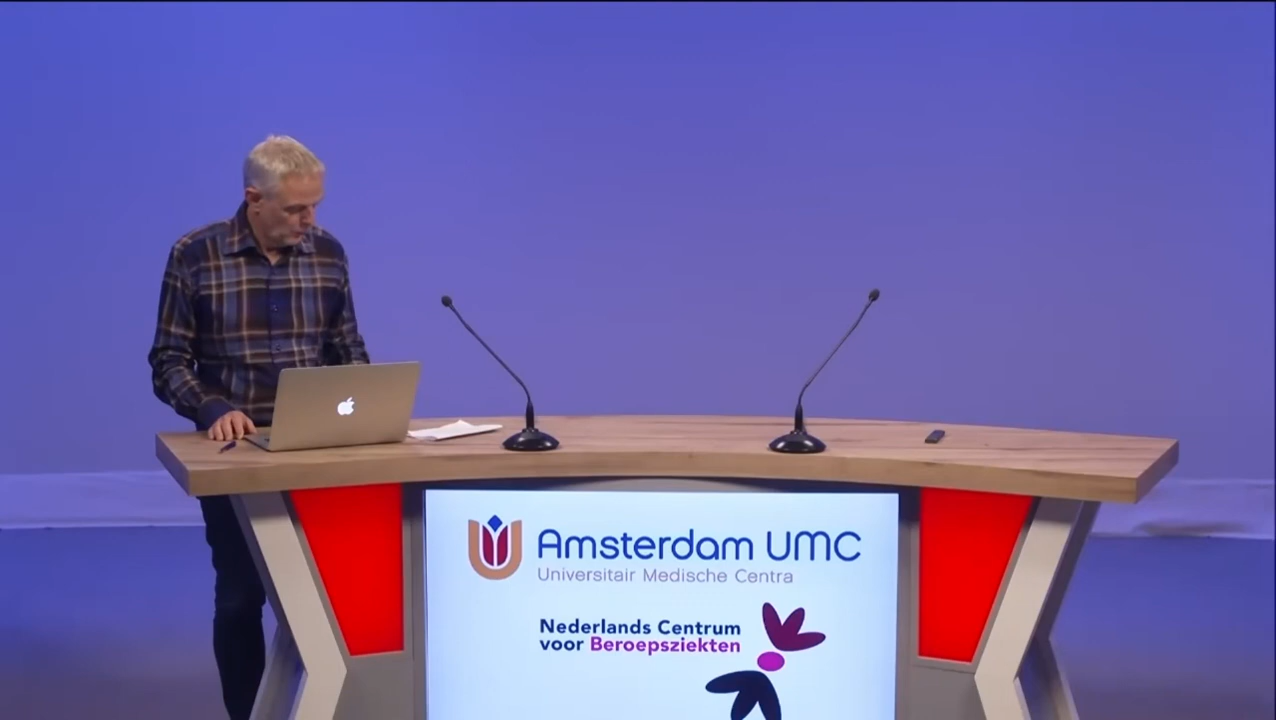 Amsterdam UMC
Universitair Medische Centra
Nederlands Centrum
voor Beroepsziekten